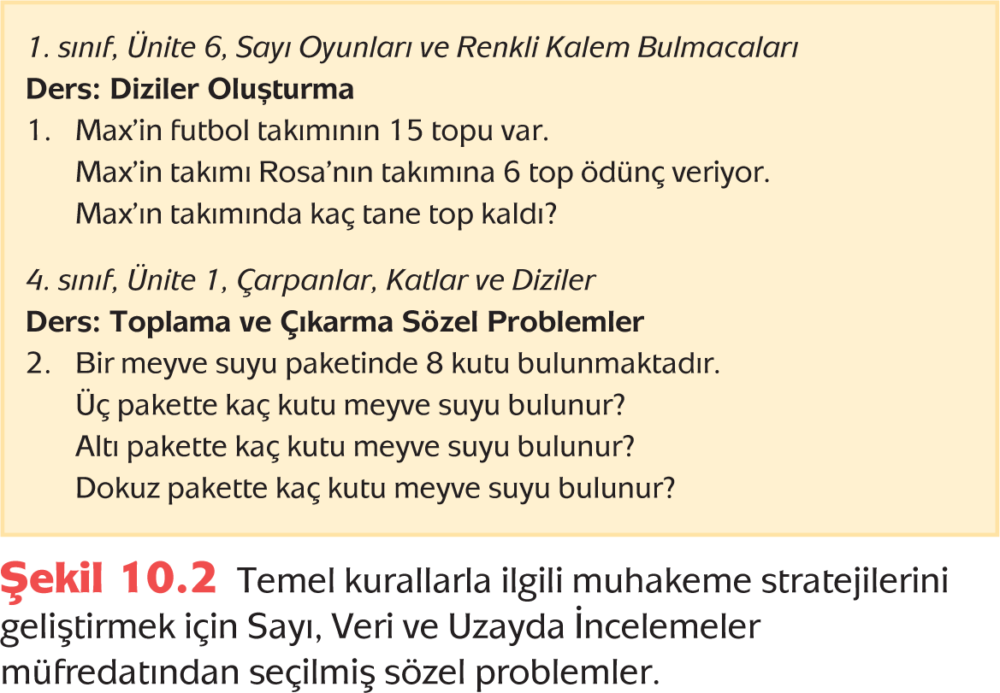 1. sınıf, Ünite 6, Sayı Oyunları ve Renkli Kalem Bulmacaları
Ders: Diziler Oluşturma
1. Max’in futbol takımının 15 topu var.
Max’in takımı Rosa’nın takımına 6 top ödünç veriyor.
Max’ın takımında kaç tane top kaldı?
4. sınıf, Ünite 1, Çarpanlar, Katlar ve Diziler
Ders: Toplama ve Çıkarma Sözel Problemler
2. Bir meyve suyu paketinde 8 kutu bulunmaktadır.
Üç pakette kaç kutu meyve suyu bulunur?
Altı pakette kaç kutu meyve suyu bulunur?
Dokuz pakette kaç kutu meyve suyu bulunur?
Şekil 10.2 Temel kurallarla ilgili muhakeme stratejilerini
geliştirmek için Sayı, Veri ve Uzayda İncelemeler
müfredatından seçilmiş sözel problemler.